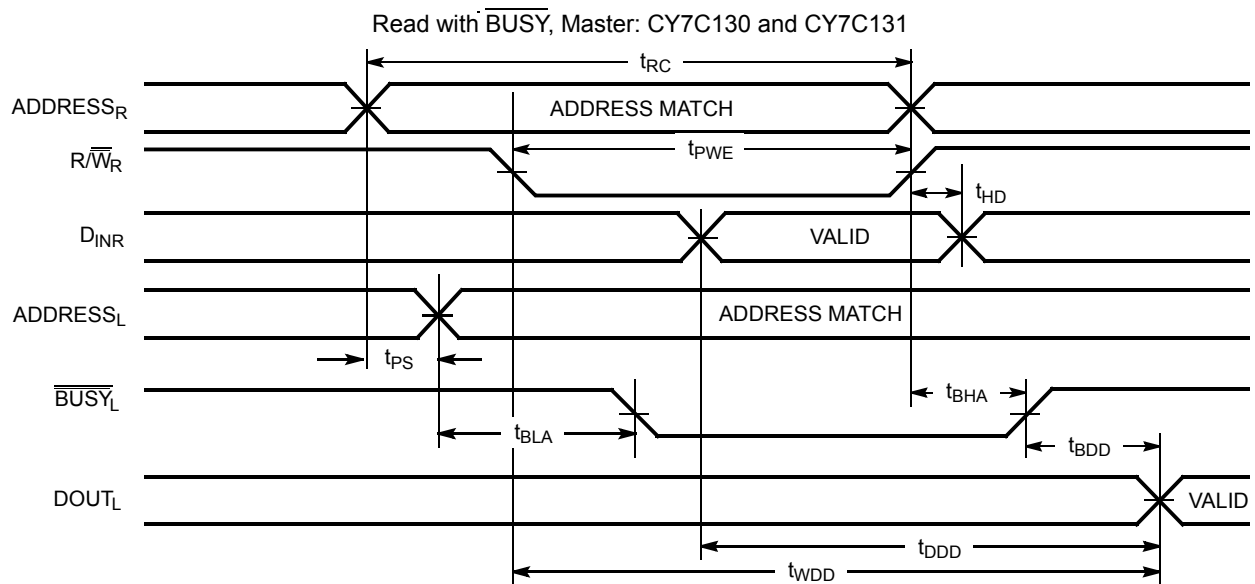 Read with BUSY, Master: CY7C130 and CY7C131
tRC
ADDRESSR
ADDRESS MATCH
R/WR
tPWE
tHD
DINR
VALID
ADDRESSL
ADDRESS MATCH
tPS
BUSYL
tBHA
tBLA
tBDD
DOUTL
VALID
tDDD
tWDD